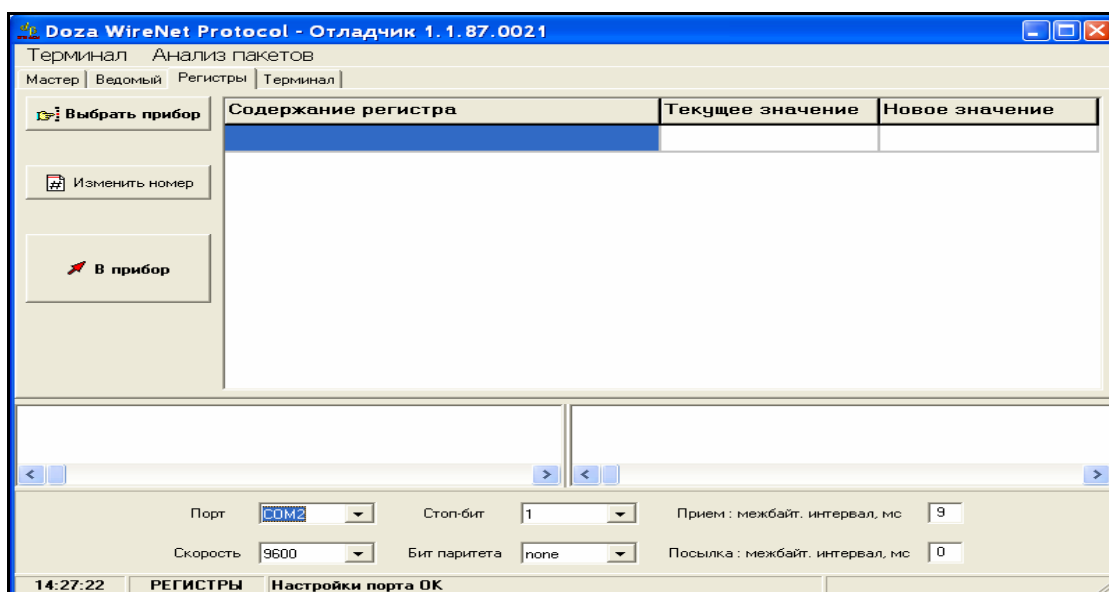 Doza WireNet Protocol - Отладчик 1.1.87.0021
Терминал Анализ пакетов
Мастер Ведомый Регистры Терминал
Выбрать прибор
Содержание регистра Текущее значение Новое значение
Изменить номер
В прибор
Порт COM2 Стоп-бит 1 Прием : межбайт. интервал, мс 9
Скорость 9600 Бит паритета none Посылка : межбайт. интервал, мс 0
14:27:22 РЕГИСТРЫ Настройки порта ОК